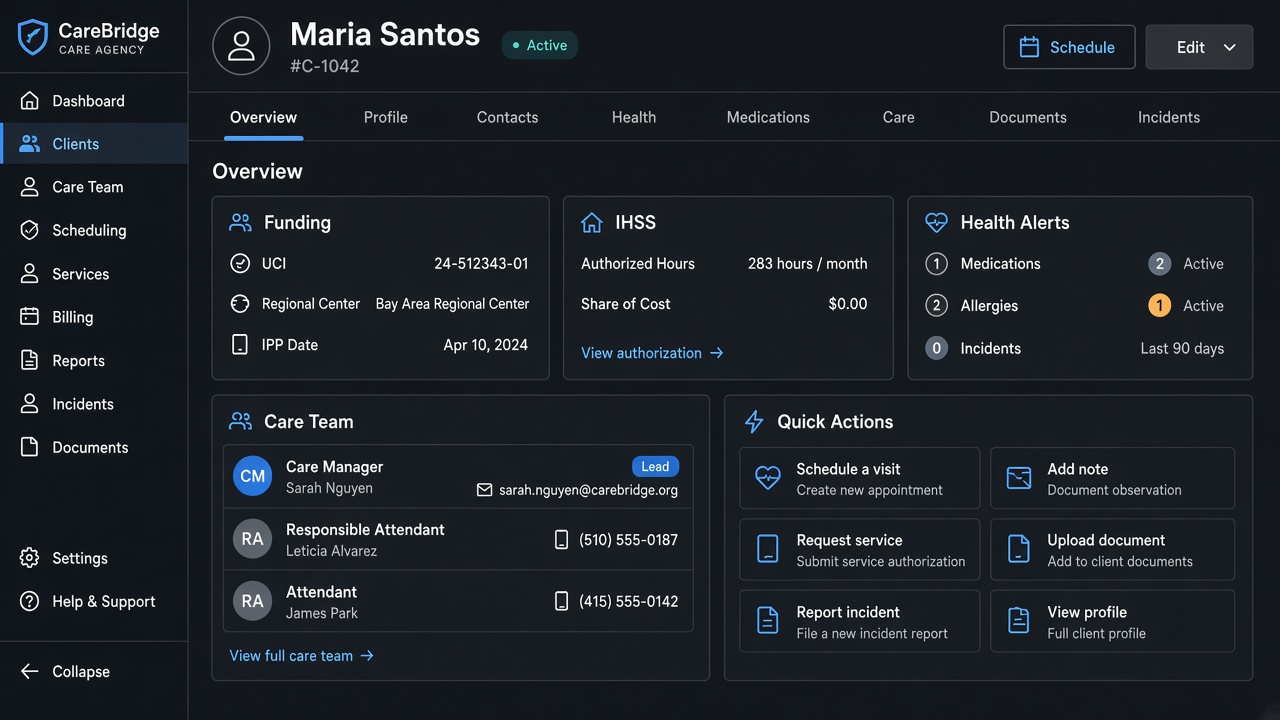 CareBridge
CARE AGENCY
Dashboard
Clients
Care Team
Scheduling
Services
Billing
Reports
Incidents
Documents
Settings
Help & Support
Collapse
Maria Santos
Active
#C-1042
Schedule
Edit
Overview
Profile
Contacts
Health
Medications
Care
Documents
Incidents
Overview
Funding
UCI 24-512343-01
Regional Center Bay Area Regional Center
IPP Date Apr 10, 2024
IHSS
Authorized Hours 283 hours / month
Share of Cost $0.00
View authorization →
Health Alerts
1 Medications 2 Active
2 Allergies 1 Active
0 Incidents Last 90 days
Care Team
CM
Care Manager
Lead
Sarah Nguyen
sarah.nguyen@carebridge.org
RA
Responsible Attendant
Leticia Alvarez
(510) 555-0187
RA
Attendant
James Park
(415) 555-0142
View full care team →
Quick Actions
Schedule a visit
Create new appointment
Add note
Document observation
Request service
Submit service authorization
Upload document
Add to client documents
Report incident
File a new incident report
View profile
Full client profile